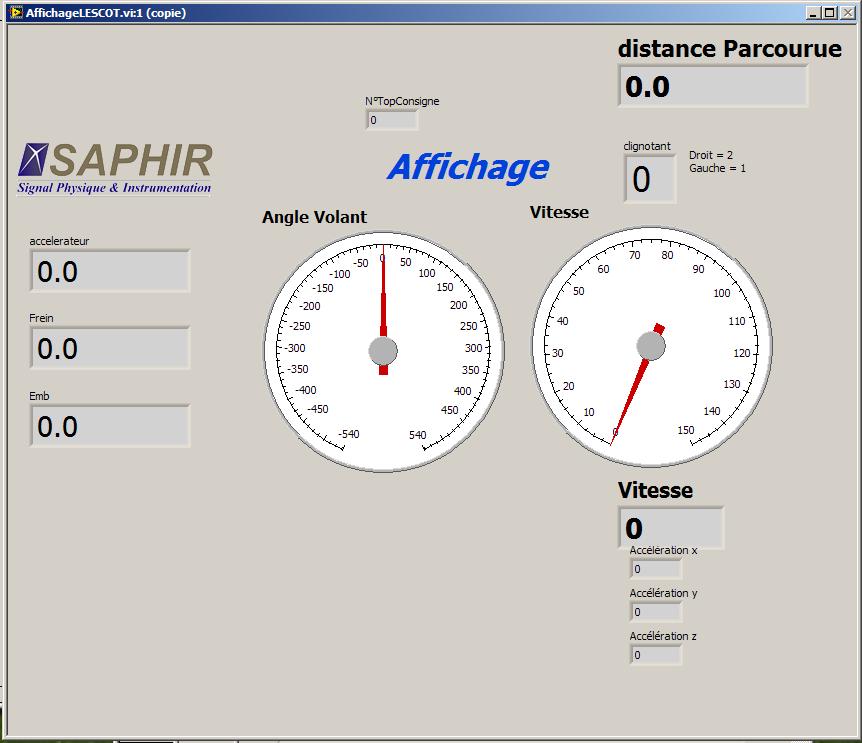 AffichageLESCOT.vi:1 (copie)
distance Parcourue
0.0
N°TopConsigne
0
SAPHIR
Signal Physique & Instrumentation
Affichage
clignotant
0
Droit = 2
Gauche = 1
Angle Volant
-540
-450
-400
-350
-300
-250
-200
-150
-100
-50
0
50
100
150
200
250
300
350
400
450
540
Vitesse
0
10
20
30
40
50
60
70
80
90
100
110
120
130
140
150
accelerateur
0.0
Frein
0.0
Emb
0.0
Vitesse
0
Accélération x
0
Accélération y
0
Accélération z
0